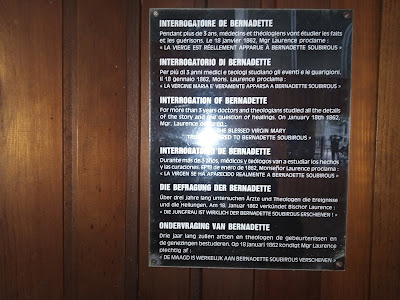 INTERROGATOIRE DE BERNADETTE
Pendant plus de 3 ans, médecins et théologiens vont étudier les faits
et les guérisons. Le 18 janvier 1862, Mgr Laurence proclame :
« LA VIERGE EST RÉELLEMENT APPARUE À BERNADETTE SOUBIROUS »
INTERROGATORIO DI BERNADETTE
Per più di 3 anni medici e teologi studiano gli eventi e le guarigioni.
Il 18 gennaio 1862, Mons. Laurence proclama :
« LA VERGINE MARIA E' VERAMENTE APPARSA A BERNADETTE SOUBIROUS »
INTERROGATION OF BERNADETTE
For more than 3 years doctors and theologians studied all the details
of the story and the question of healings. On January 18th 1862,
Mgr. Laurence
THE BLESSED VIRGIN MARY
TO BERNADETTE SOUBIROUS »
DE BERNADETTE
Durante más de 3 años, médicos y teólogos van a estudiar los hechos
y las curaciones. El 18 de enero de 1862, Monseñor Laurence proclama :
« LA VIRGEN SE HA APARECIDO REALMENTE A BERNADETTE SOUBIROUS »
DIE BEFRAGUNG DER BERNADETTE
Über drei Jahre lang untersuchen Ärzte und Theologen die Ereignisse
und die Heilungen. Am 18. Januar 1862 verkündet Bischof Laurence :
« DIE JUNGFRAU IST WIRKLICH DER BERNADETTE SOUBIROUS ERSCHIENEN ! »
ONDERVRAGING VAN BERNADETTE
Drie jaar lang zullen artsen en theologen de gebeurtenissen en
de genezingen bestuderen. Op 18 januari 1862 kondigt Mgr Laurence
plechtig af :
« DE MAAGD IS WERKELIJK AAN BERNADETTE SOUBIROUS VERSCHENEN »